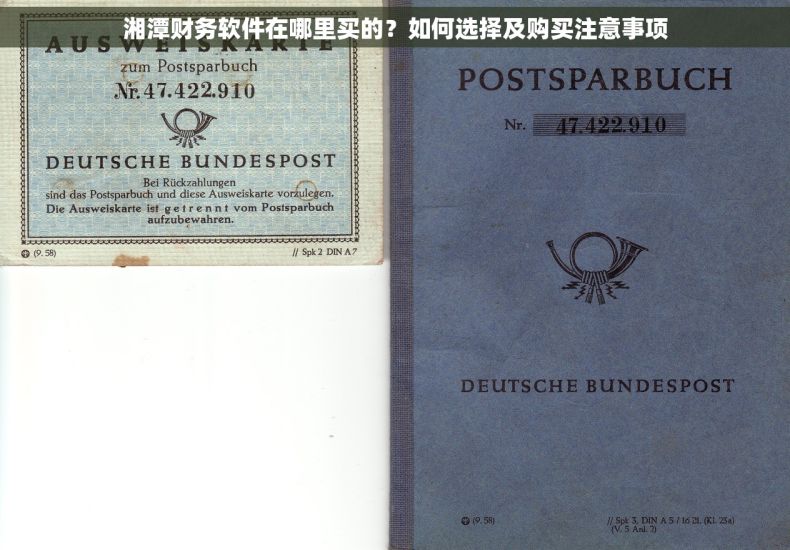 湘潭财务软件在哪里买的？如何选择及购买注意事项
AUSWEISKARTE
zum Postsparbuch
Nr. 47.422.910
DEUTSCHE BUNDESPOST
Bei Rückzahlungen
sind das Postsparbuch und diese Ausweiskarte vorzulegen.
Die Ausweiskarte ist getrennt vom Postsparbuch
aufzubewahren.
(9. 58)
// Spk 2 DIN A 7
POSTSPARBUCH
Nr. 47.422.910
DEUTSCHE BUNDESPOST
(9. 58)
// Spk 3, DIN A 5 / 16 Bl. (Kl. 23a)
(V. 5 Anl. 2)